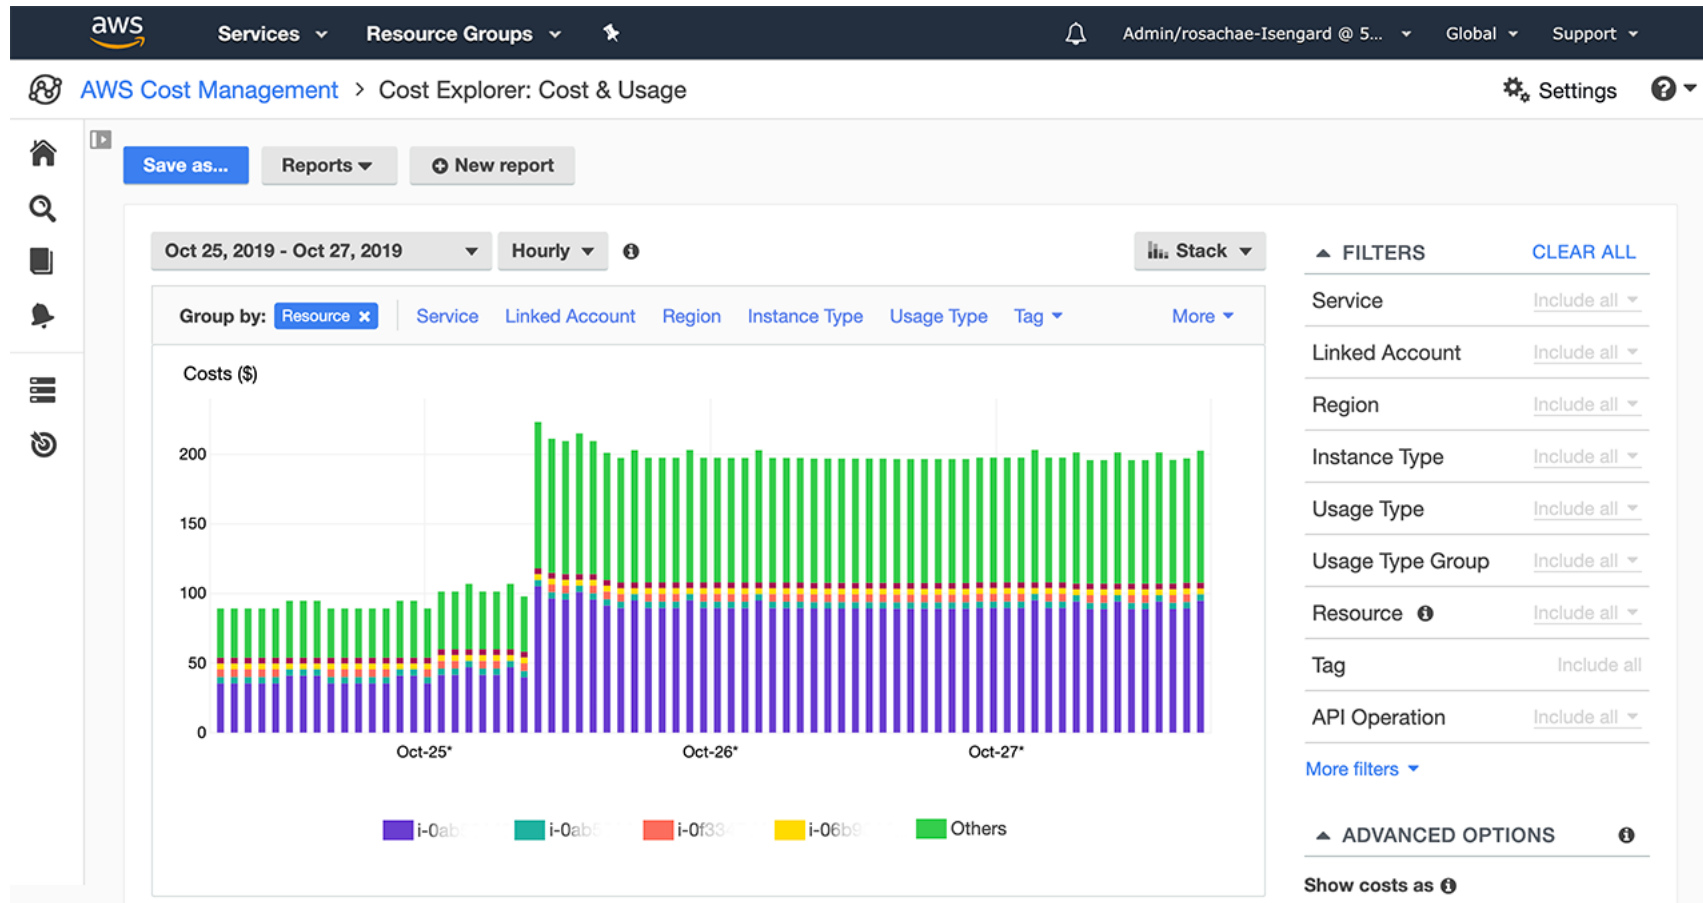 aws Services Resource Groups Admin/rosachae-Isengard @ 5... Global Support
AWS Cost Management > Cost Explorer: Cost & Usage Settings
Save as... Reports New report
Oct 25, 2019 - Oct 27, 2019 Hourly Stack
Group by: Resource × Service Linked Account Region Instance Type Usage Type Tag More
Costs ($)
200
150
100
50
0
Oct-25* Oct-26* Oct-27*
Others
FILTERS CLEAR ALL
Service Include all
Linked Account Include all
Region Include all
Instance Type Include all
Usage Type Include all
Usage Type Group Include all
Resource Include all
Tag Include all
API Operation Include all
More filters
ADVANCED OPTIONS
Show costs as